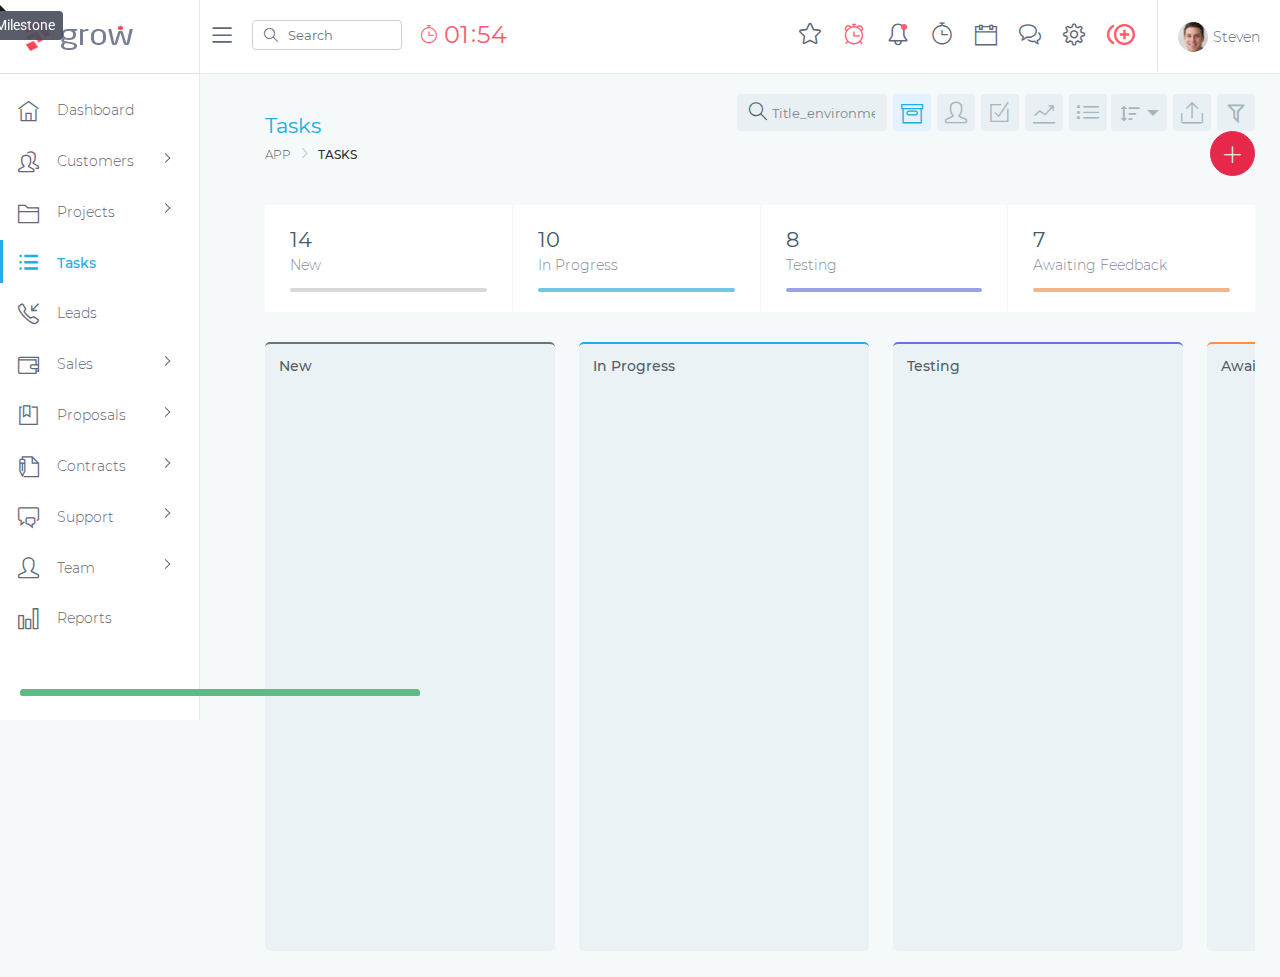 Milestone
grow
Search
01:54
Steven
Dashboard
Customers
Projects
Tasks
Leads
Sales
Proposals
Contracts
Support
Team
Reports
Tasks
Title_environme
APP
TASKS
14
New
10
In Progress
8
Testing
7
Awaiting Feedback
New
In Progress
Testing
Awai